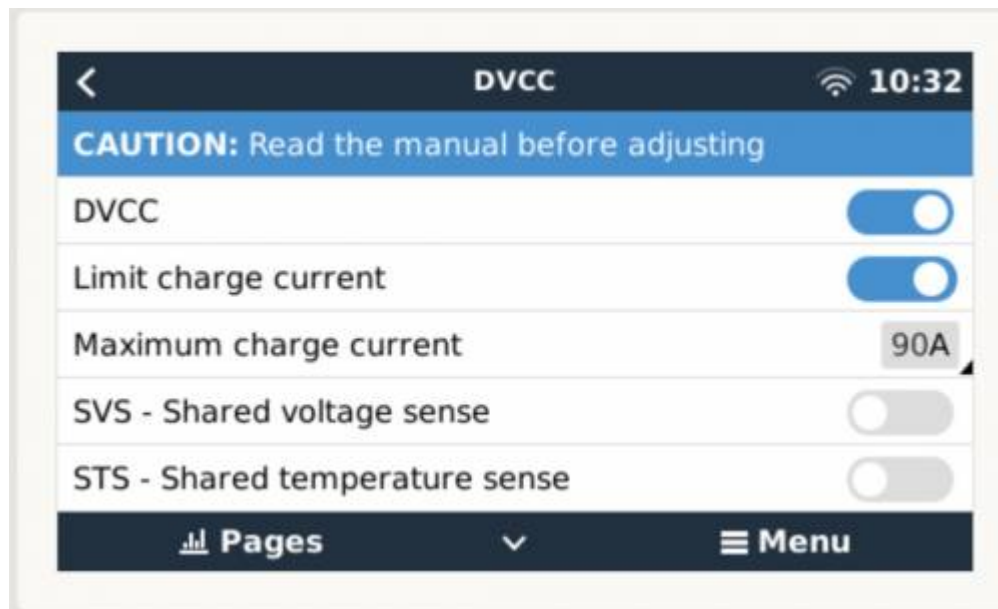 DVCC 10:32
CAUTION: Read the manual before adjusting
DVCC
Limit charge current
Maximum charge current 90A
SVS - Shared voltage sense
STS - Shared temperature sense
Pages Menu